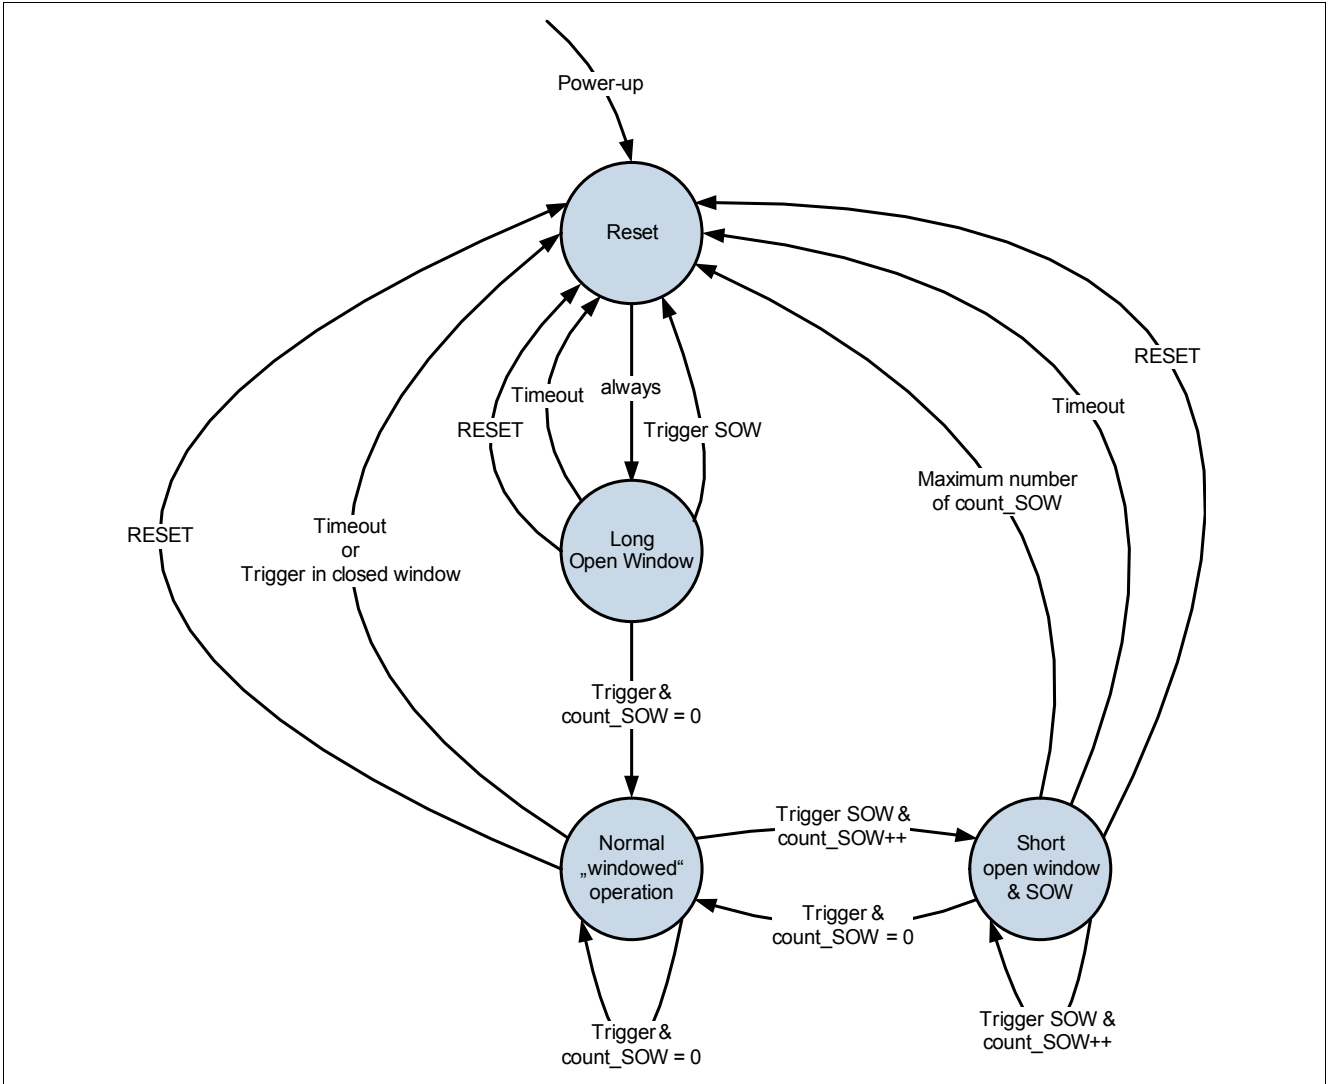 Power-up
Reset
RESET
Timeout
always
Timeout
RESET
Trigger SOW
Maximum number
of count_SOW
RESET
Timeout
or
Trigger in closed window
Long
Open Window
Trigger &
count_SOW = 0
Trigger SOW &
count_SOW++
Normal
„windowed“
operation
Short
open window
& SOW
Trigger &
count_SOW = 0
Trigger &
count_SOW = 0
Trigger SOW &
count_SOW++